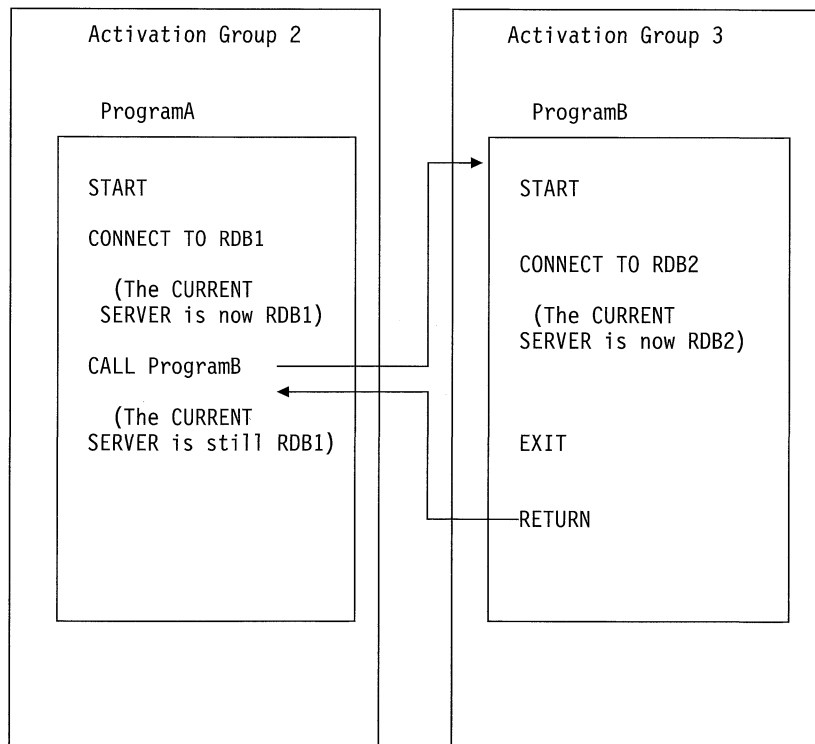 Activation Group 2
ProgramA
START
CONNECT TO RDB1
(The CURRENT
SERVER is now RDB1)
CALL ProgramB
(The CURRENT
SERVER is still RDB1)
Activation Group 3
ProgramB
START
CONNECT TO RDB2
(The CURRENT
SERVER is now RDB2)
EXIT
RETURN